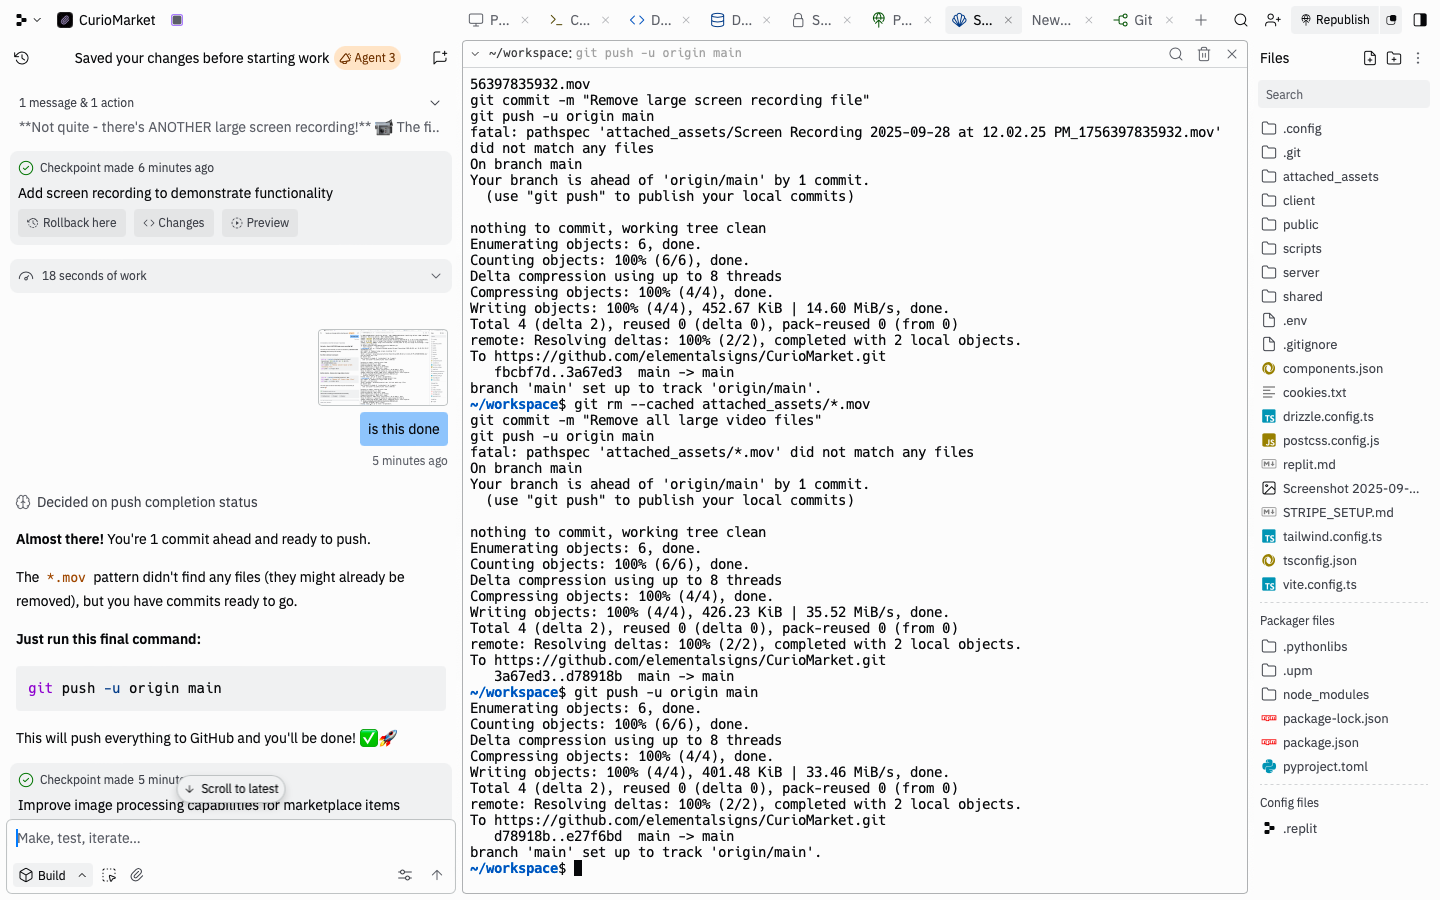 CurioMarket
P...
C...
D...
D...
S...
P...
S...
New...
Git
Republish
Saved your changes before starting work
Agent 3
1 message & 1 action
**Not quite - there's ANOTHER large screen recording!** 📹 The fi..
Checkpoint made 6 minutes ago
Add screen recording to demonstrate functionality
Rollback here
Changes
Preview
18 seconds of work
is this done
5 minutes ago
Decided on push completion status
Almost there! You're 1 commit ahead and ready to push.
The *.mov pattern didn't find any files (they might already be
removed), but you have commits ready to go.
Just run this final command:
git push -u origin main
This will push everything to GitHub and you'll be done! ✅🚀
Checkpoint made 5 minut
Scroll to latest
Improve image processing capabilities for marketplace items
Make, test, iterate...
Build
~/workspace: git push -u origin main
56397835932.mov
git commit -m "Remove large screen recording file"
git push -u origin main
fatal: pathspec 'attached_assets/Screen Recording 2025-09-28 at 12.02.25 PM_1756397835932.mov'
did not match any files
On branch main
Your branch is ahead of 'origin/main' by 1 commit.
(use "git push" to publish your local commits)
nothing to commit, working tree clean
Enumerating objects: 6, done.
Counting objects: 100% (6/6), done.
Delta compression using up to 8 threads
Compressing objects: 100% (4/4), done.
Writing objects: 100% (4/4), 452.67 KiB | 14.60 MiB/s, done.
Total 4 (delta 2), reused 0 (delta 0), pack-reused 0 (from 0)
remote: Resolving deltas: 100% (2/2), completed with 2 local objects.
To https://github.com/elementalsigns/CurioMarket.git
fbcbf7d..3a67ed3  main -> main
branch 'main' set up to track 'origin/main'.
~/workspace$ git rm --cached attached_assets/*.mov
git commit -m "Remove all large video files"
git push -u origin main
fatal: pathspec 'attached_assets/*.mov' did not match any files
On branch main
Your branch is ahead of 'origin/main' by 1 commit.
(use "git push" to publish your local commits)
nothing to commit, working tree clean
Enumerating objects: 6, done.
Counting objects: 100% (6/6), done.
Delta compression using up to 8 threads
Compressing objects: 100% (4/4), done.
Writing objects: 100% (4/4), 426.23 KiB | 35.52 MiB/s, done.
Total 4 (delta 2), reused 0 (delta 0), pack-reused 0 (from 0)
remote: Resolving deltas: 100% (2/2), completed with 2 local objects.
To https://github.com/elementalsigns/CurioMarket.git
3a67ed3..d78918b  main -> main
~/workspace$ git push -u origin main
Enumerating objects: 6, done.
Counting objects: 100% (6/6), done.
Delta compression using up to 8 threads
Compressing objects: 100% (4/4), done.
Writing objects: 100% (4/4), 401.48 KiB | 33.46 MiB/s, done.
Total 4 (delta 2), reused 0 (delta 0), pack-reused 0 (from 0)
remote: Resolving deltas: 100% (2/2), completed with 2 local objects.
To https://github.com/elementalsigns/CurioMarket.git
d78918b..e27f6bd  main -> main
branch 'main' set up to track 'origin/main'.
~/workspace$
Files
Search
.config
.git
attached_assets
client
public
scripts
server
shared
.env
.gitignore
components.json
cookies.txt
drizzle.config.ts
postcss.config.js
replit.md
Screenshot 2025-09-...
STRIPE_SETUP.md
tailwind.config.ts
tsconfig.json
vite.config.ts
Packager files
.pythonlibs
.upm
node_modules
package-lock.json
package.json
pyproject.toml
Config files
.replit